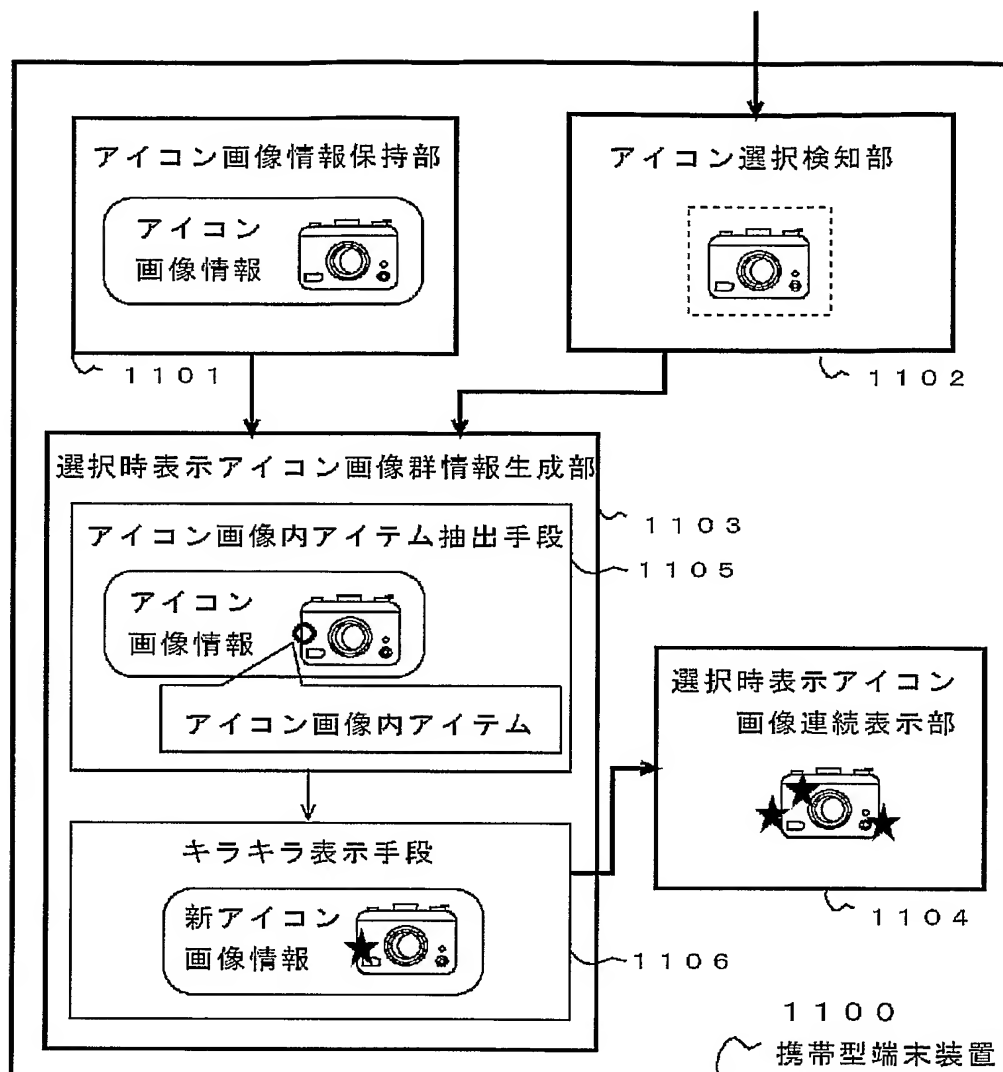 アイコン画像情報保持部
アイコン
画像情報
1101
アイコン選択検知部
1102
選択時表示アイコン画像群情報生成部
1103
アイコン画像内アイテム抽出手段
1105
アイコン
画像情報
アイコン画像内アイテム
キラキラ表示手段
新アイコン
画像情報
1106
選択時表示アイコン
画像連続表示部
1104
1100
携帯型端末装置